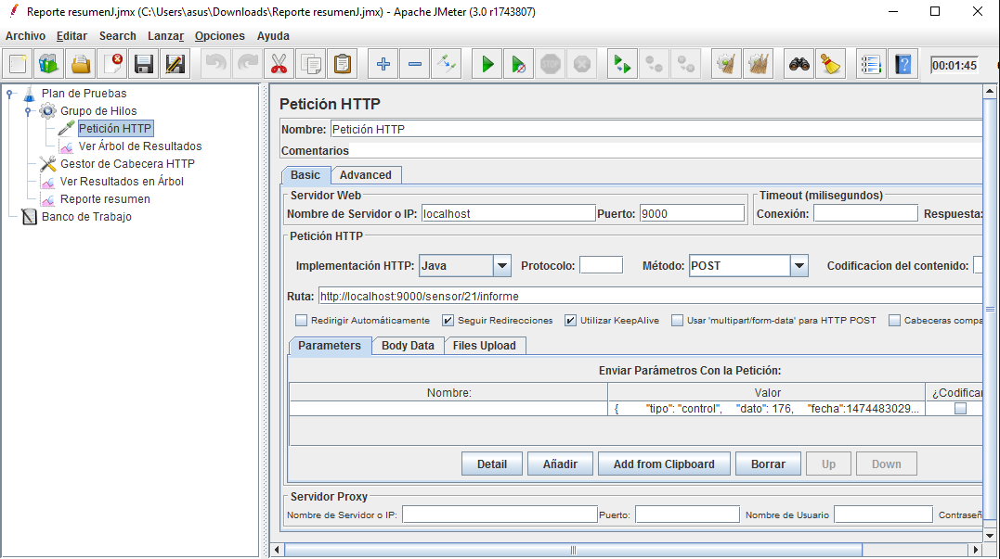 Reporte resumenJ.jmx (C:\Users\asus\Downloads\Reporte resumenJ.jmx) - Apache JMeter (3.0 r1743807)
Archivo Editar Search Lanzar Opciones Ayuda
STOP
00:01:45
Plan de Pruebas
Grupo de Hilos
Petición HTTP
Ver Árbol de Resultados
Gestor de Cabecera HTTP
Ver Resultados en Árbol
Reporte resumen
Banco de Trabajo
Petición HTTP
Nombre: Petición HTTP
Comentarios
Basic Advanced
Servidor Web
Nombre de Servidor o IP: localhost Puerto: 9000
Timeout (milisegundos)
Conexión: Respuesta:
Petición HTTP
Implementación HTTP: Java Protocolo: Método: POST Codificacion del contenido:
Ruta: http://localhost:9000/sensor/21/informe
Redirigir Automáticamente Seguir Redirecciones Utilizar KeepAlive Usar 'multipart/form-data' para HTTP POST Cabeceras compa
Parameters Body Data Files Upload
Enviar Parámetros Con la Petición:
Nombre: Valor ¿Codificar
{ "tipo": "control", "dato": 176, "fecha":1474483029...
Detail Añadir Add from Clipboard Borrar Up Down
Servidor Proxy
Nombre de Servidor o IP: Puerto: Nombre de Usuario Contraseñ